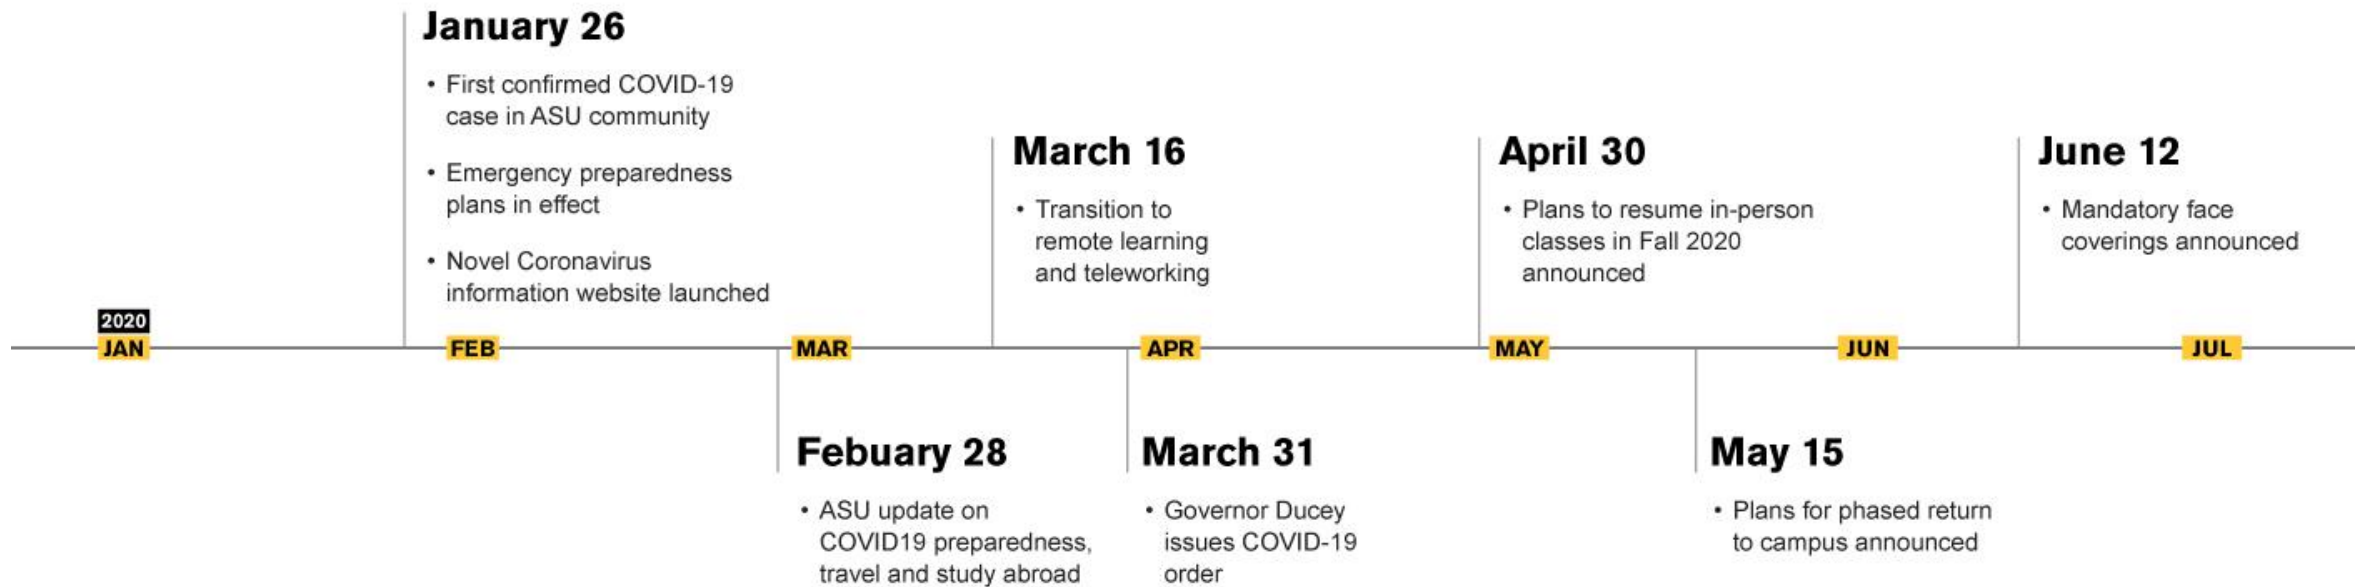 January 26
• First confirmed COVID-19
case in ASU community
• Emergency preparedness
plans in effect
• Novel Coronavirus
information website launched
March 16
• Transition to
remote learning
and teleworking
April 30
• Plans to resume in-person
classes in Fall 2020
announced
June 12
• Mandatory face
coverings announced
2020
JAN
FEB
MAR
APR
MAY
JUN
JUL
Febuary 28
• ASU update on
COVID19 preparedness,
travel and study abroad
March 31
• Governor Ducey
issues COVID-19
order
May 15
• Plans for phased return
to campus announced